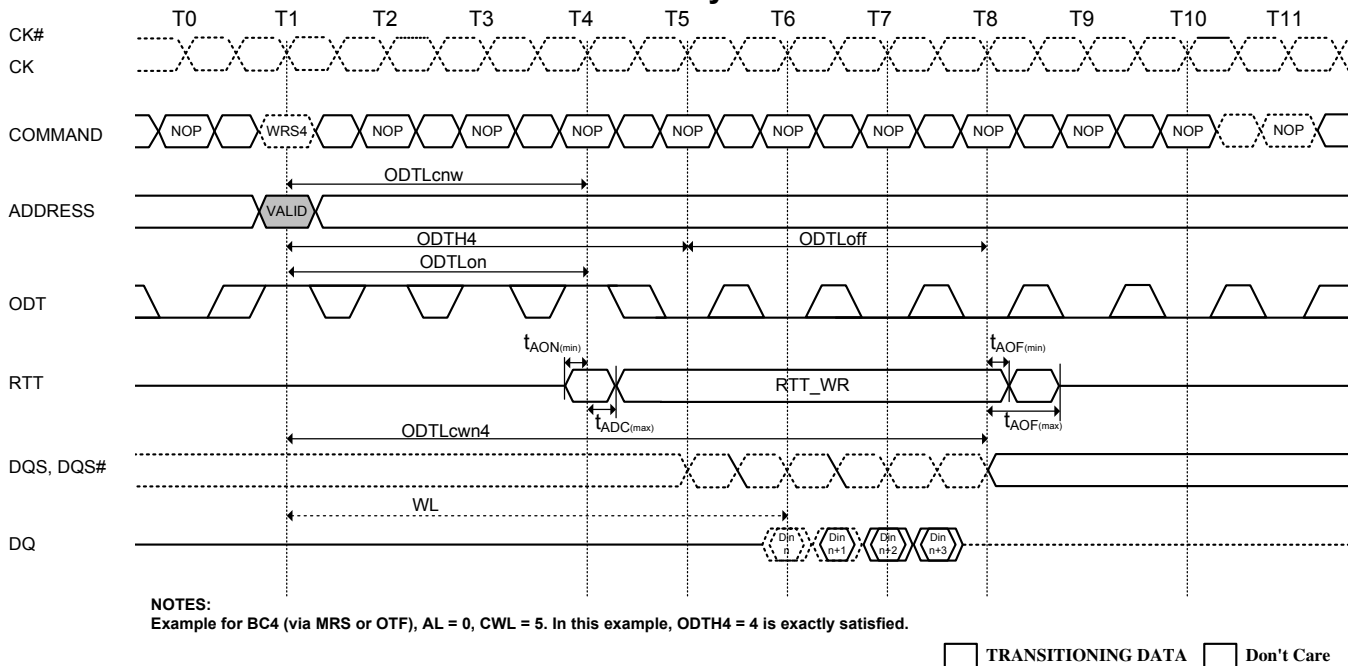 T0 T1 T2 T3 T4 T5 T6 T7 T8 T9 T10 T11
CK#
CK
COMMAND NOP WRS4 NOP NOP NOP NOP NOP NOP NOP NOP NOP NOP
ODTLcnw
ADDRESS VALID
ODTH4 ODTLoff
ODTLon
ODT
tAON(min) tAOF(min)
RTT RTT_WR
tADC(max) tAOF(max)
ODTLcwn4
DQS, DQS#
WL
DQ Din n Din n+1 Din n+2 Din n+3
NOTES:
Example for BC4 (via MRS or OTF), AL = 0, CWL = 5. In this example, ODTH4 = 4 is exactly satisfied.
TRANSITIONING DATA Don't Care